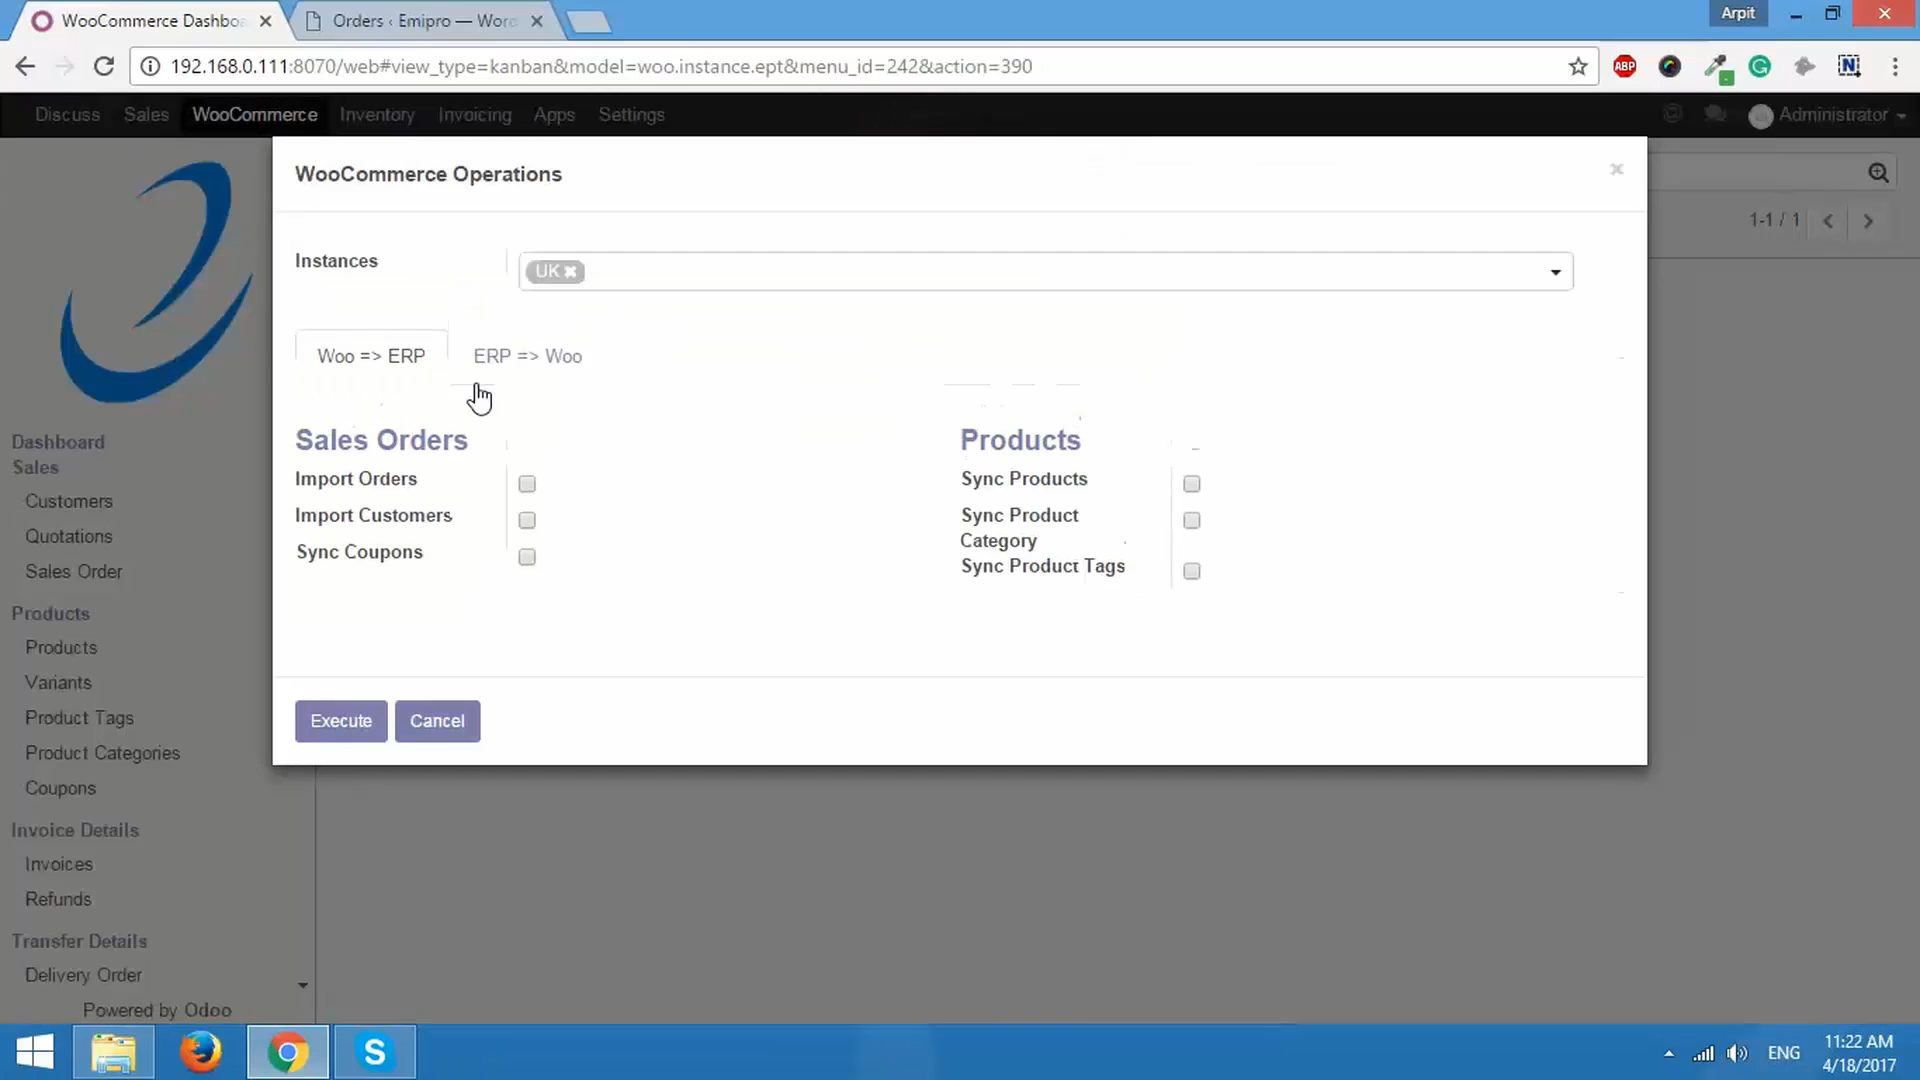 WooCommerce Dashbo
Orders ‹ Emipro — Word
Arpit
192.168.0.111:8070/web#view_type=kanban&model=woo.instance.ept&menu_id=242&action=390
ABP
Discuss Sales WooCommerce Inventory Invoicing Apps Settings
Administrator
WooCommerce Operations
1-1 / 1
Instances
UK
Woo => ERP
ERP => Woo
Sales Orders
Import Orders
Import Customers
Sync Coupons
Products
Sync Products
Sync Product
Category
Sync Product Tags
Execute
Cancel
Dashboard
Sales
Customers
Quotations
Sales Order
Products
Products
Variants
Product Tags
Product Categories
Coupons
Invoice Details
Invoices
Refunds
Transfer Details
Delivery Order
Powered by Odoo
ENG
11:22 AM
4/18/2017